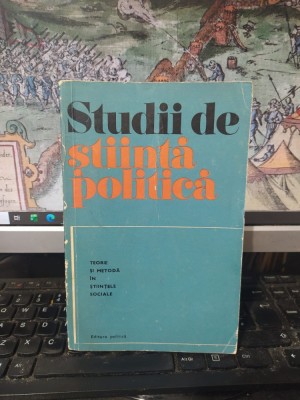 Studii de
știință
politică
TEORIE
ȘI METODĂ
ÎN
ȘTIINȚELE
SOCIALE
Editura politică